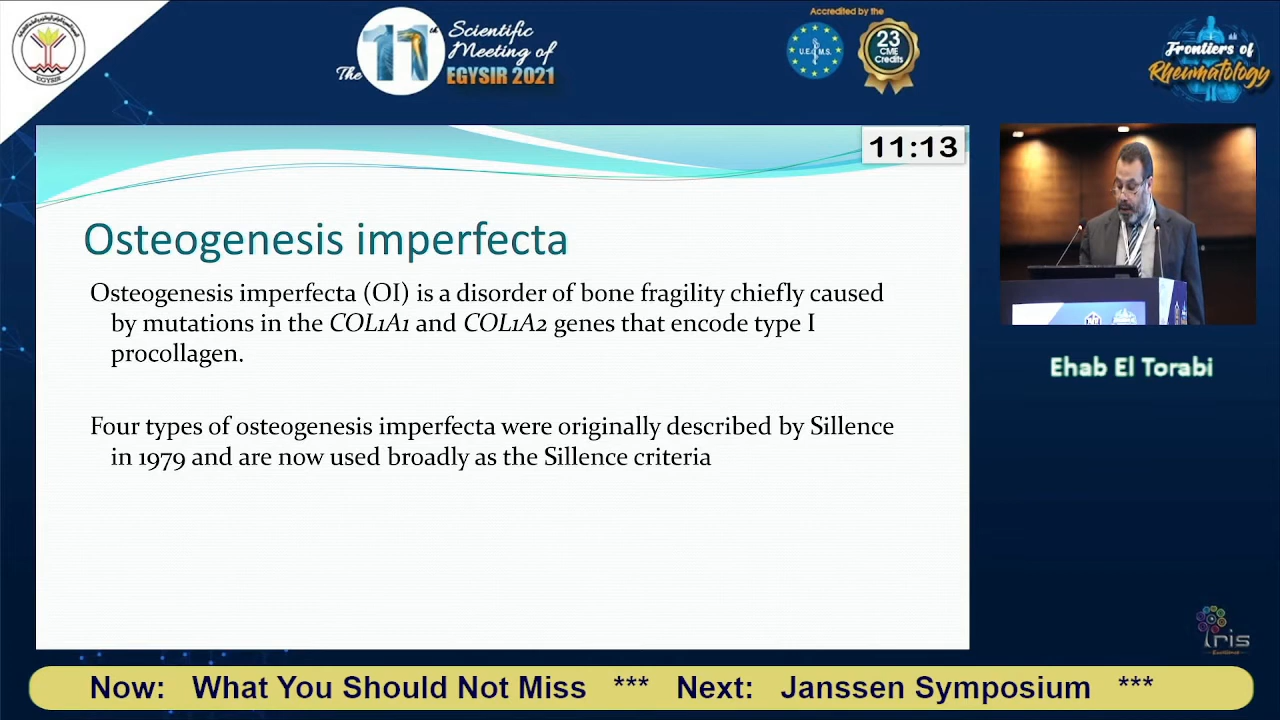 EGYSIR
The 11th
Scientific
Meeting of
EGYSIR 2021
Accredited by the
U.E.M.S.
23
CME
Credits
Frontiers of
Rheumatology
11:13
Osteogenesis imperfecta
Osteogenesis imperfecta (OI) is a disorder of bone fragility chiefly caused
by mutations in the COL1A1 and COL1A2 genes that encode type I
procollagen.
Four types of osteogenesis imperfecta were originally described by Sillence
in 1979 and are now used broadly as the Sillence criteria
Ehab El Torabi
Iris
Now: What You Should Not Miss *** Next: Janssen Symposium ***